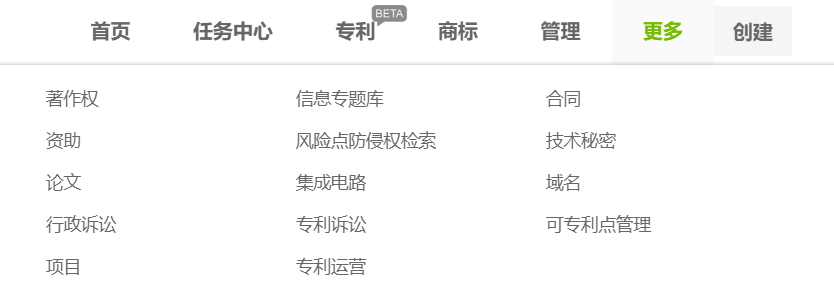 首页 任务中心 专利 BETA 商标 管理 更多 创建
著作权 信息专题库 合同
资助 风险点防侵权检索 技术秘密
论文 集成电路 域名
行政诉讼 专利诉讼 可专利点管理
项目 专利运营